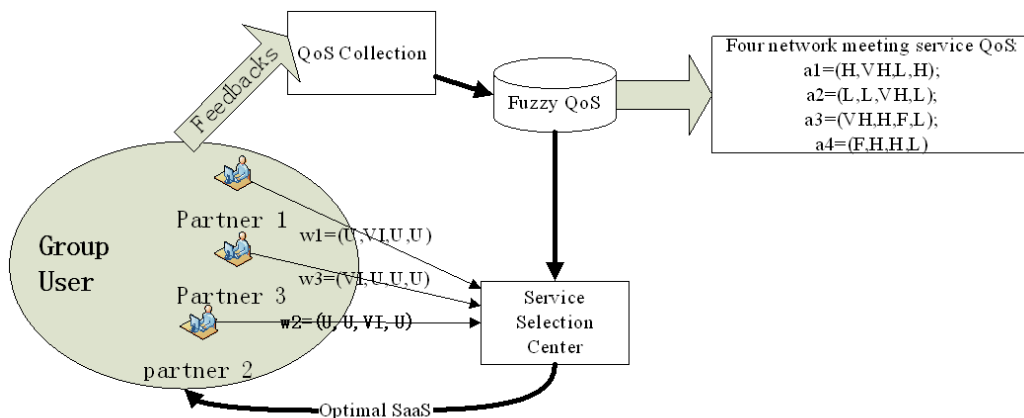 Feedbacks
QoS Collection
Fuzzy QoS
Four network meeting service QoS:
a1=(H,VH,L,H);
a2=(L,L,VH,L);
a3=(VH,H,F,L);
a4=(F,H,H,L)
Group
User
Partner 1
w1=(U,VI,U,U)
Partner 3
w3=(VI,U,U,U)
partner 2
w2=(U,U,VI,U)
Service
Selection
Center
Optimal SaaS